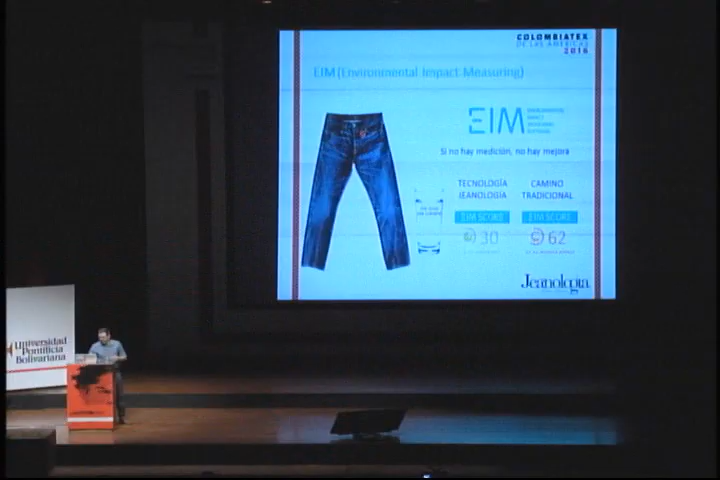 COLOMBIATEX
DE LAS AMÉRICAS
2016
EIM (Environmental Impact Measuring)
EIM
Si no hay medición, no hay mejora
TECNOLOGÍA
JEANOLOGÍA
CAMINO
TRADICIONAL
EIM SCORE
EIM SCORE
30
62
Jeanologia
Universidad
Pontificia
Bolivariana